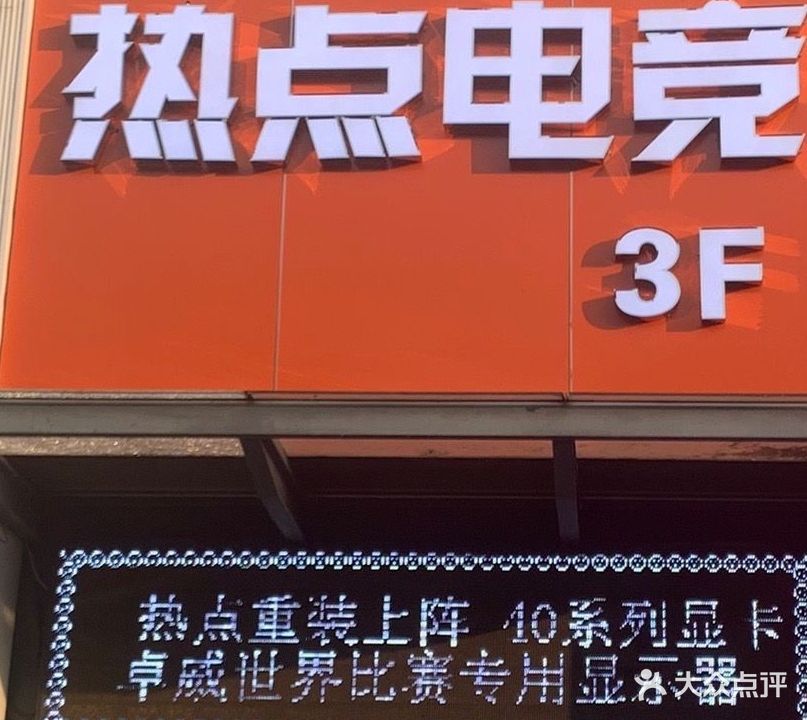 热点电竞
3F
热点重装上阵 40系列显卡
卓威世界比赛专用显示器
大众点评